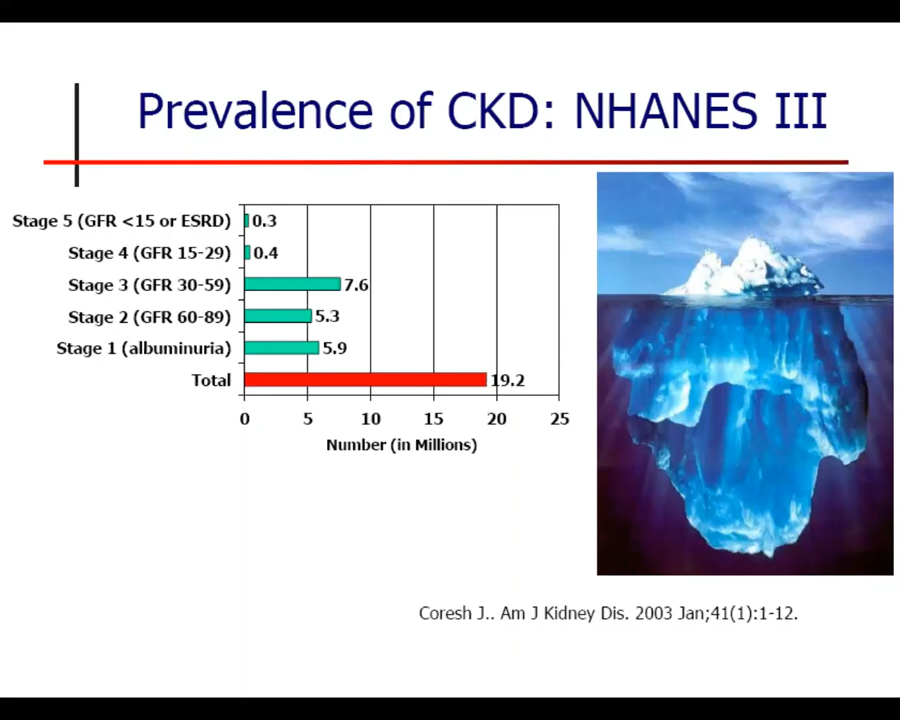 Prevalence of CKD: NHANES III
Stage 5 (GFR <15 or ESRD) 0.3
Stage 4 (GFR 15-29) 0.4
Stage 3 (GFR 30-59) 7.6
Stage 2 (GFR 60-89) 5.3
Stage 1 (albuminuria) 5.9
Total 19.2
0 5 10 15 20 25
Number (in Millions)
Coresh J.. Am J Kidney Dis. 2003 Jan;41(1):1-12.